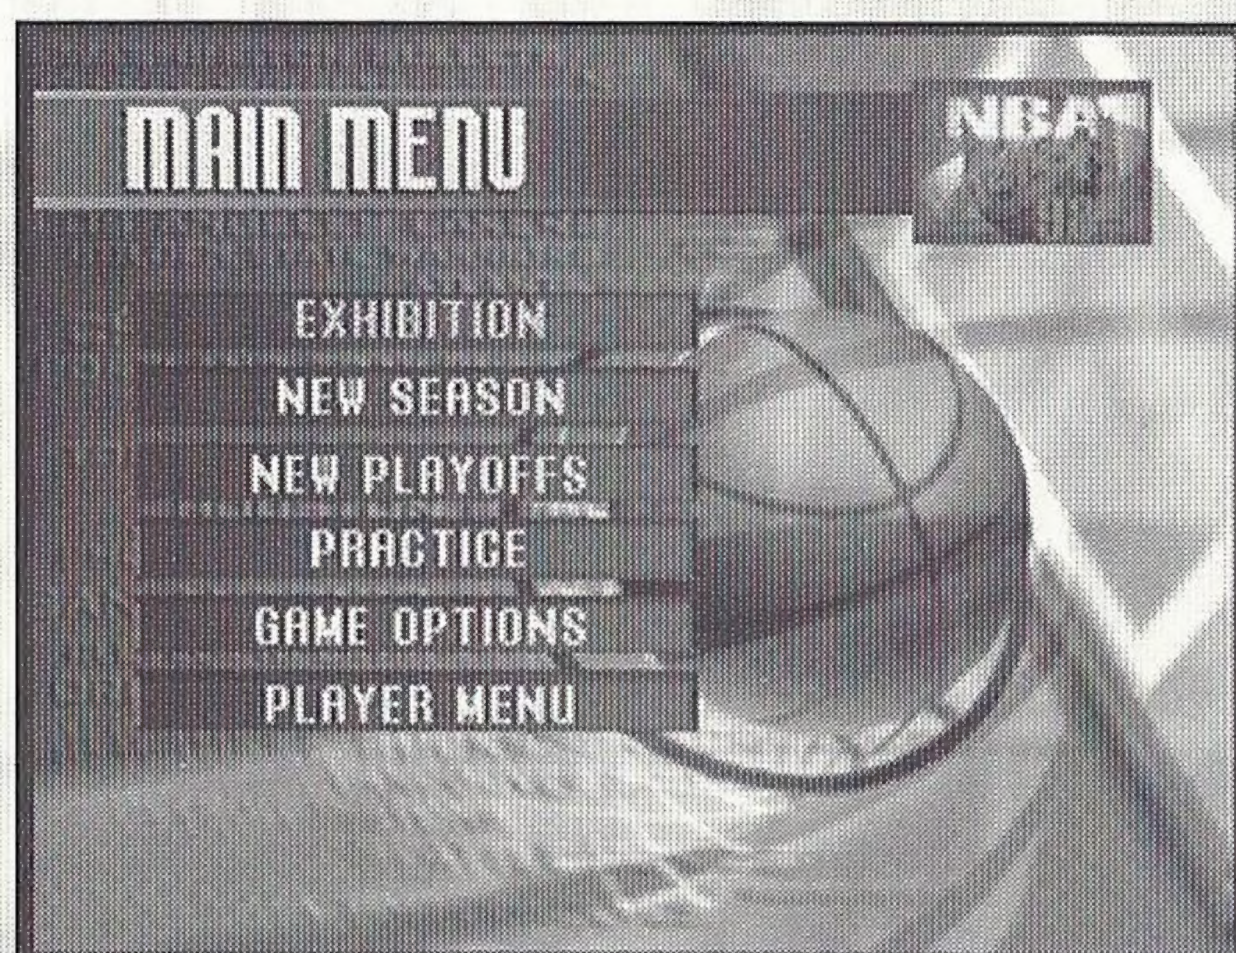 MAIN MENU
NBA
EXHIBITION
NEW SEASON
NEW PLAYOFFS
PRACTICE
GAME OPTIONS
PLAYER MENU